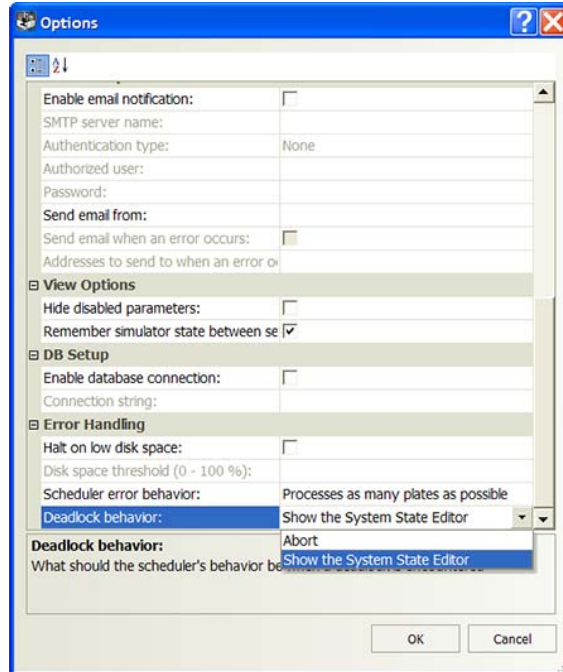 Options
Enable email notification:
SMTP server name:
Authentication type: None
Authorized user:
Password:
Send email from:
Send email when an error occurs:
Addresses to send to when an error o
View Options
Hide disabled parameters:
Remember simulator state between se
DB Setup
Enable database connection:
Connection string:
Error Handling
Halt on low disk space:
Disk space threshold (0 - 100 %):
Scheduler error behavior: Processes as many plates as possible
Deadlock behavior: Show the System State Editor
Abort
Show the System State Editor
Deadlock behavior:
What should the scheduler's behavior be
OK Cancel